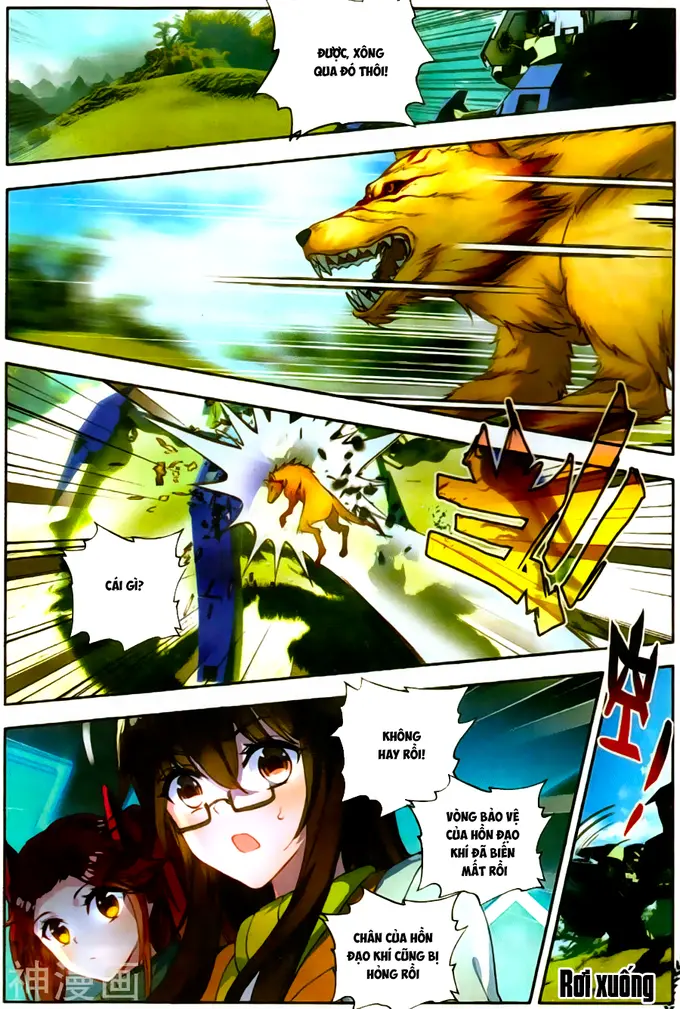 ĐƯỢC, XÔNG
QUA ĐÓ THÔI!
CÁI GÌ?
KHÔNG
HAY RỒI!
VÒNG BẢO VỆ
CỦA HỒN ĐẠO
KHÍ ĐÃ BIẾN
MẤT RỒI
CHÂN CỦA HỒN
ĐẠO KHÍ CŨNG BỊ
HỎNG RỒI
Rơi xuống
神漫画